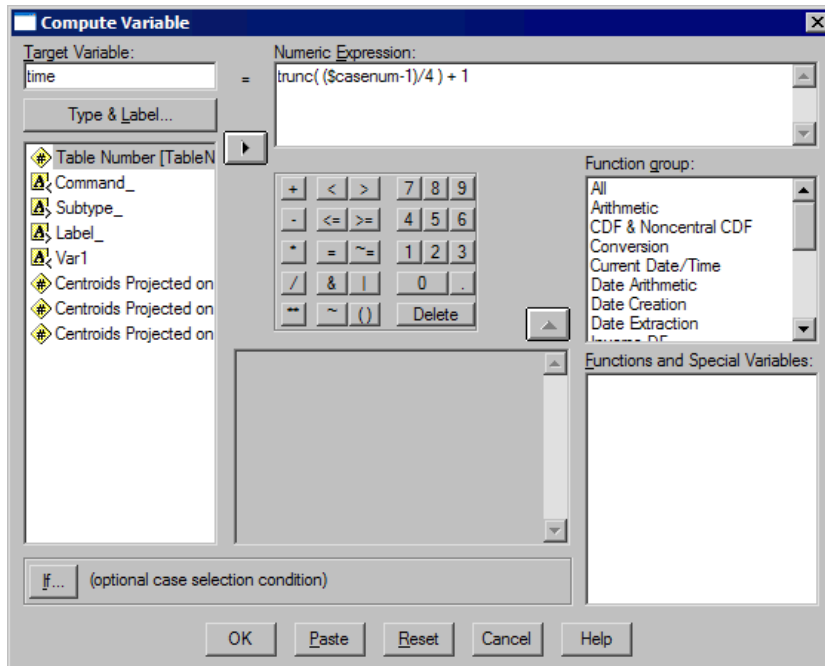 Compute Variable
Target Variable:
time
=
Numeric Expression:
trunc( ($casenum-1)/4 ) + 1
Type & Label...
Table Number [TableN
Command_
Subtype_
Label_
Var1
Centroids Projected on
Centroids Projected on
Centroids Projected on
+ < > 7 8 9
- <= >= 4 5 6
* = ~= 1 2 3
/ & | 0 .
** ~ () Delete
Function group:
All
Arithmetic
CDF & Noncentral CDF
Conversion
Current Date/Time
Date Arithmetic
Date Creation
Date Extraction
Functions and Special Variables:
If... (optional case selection condition)
OK Paste Reset Cancel Help